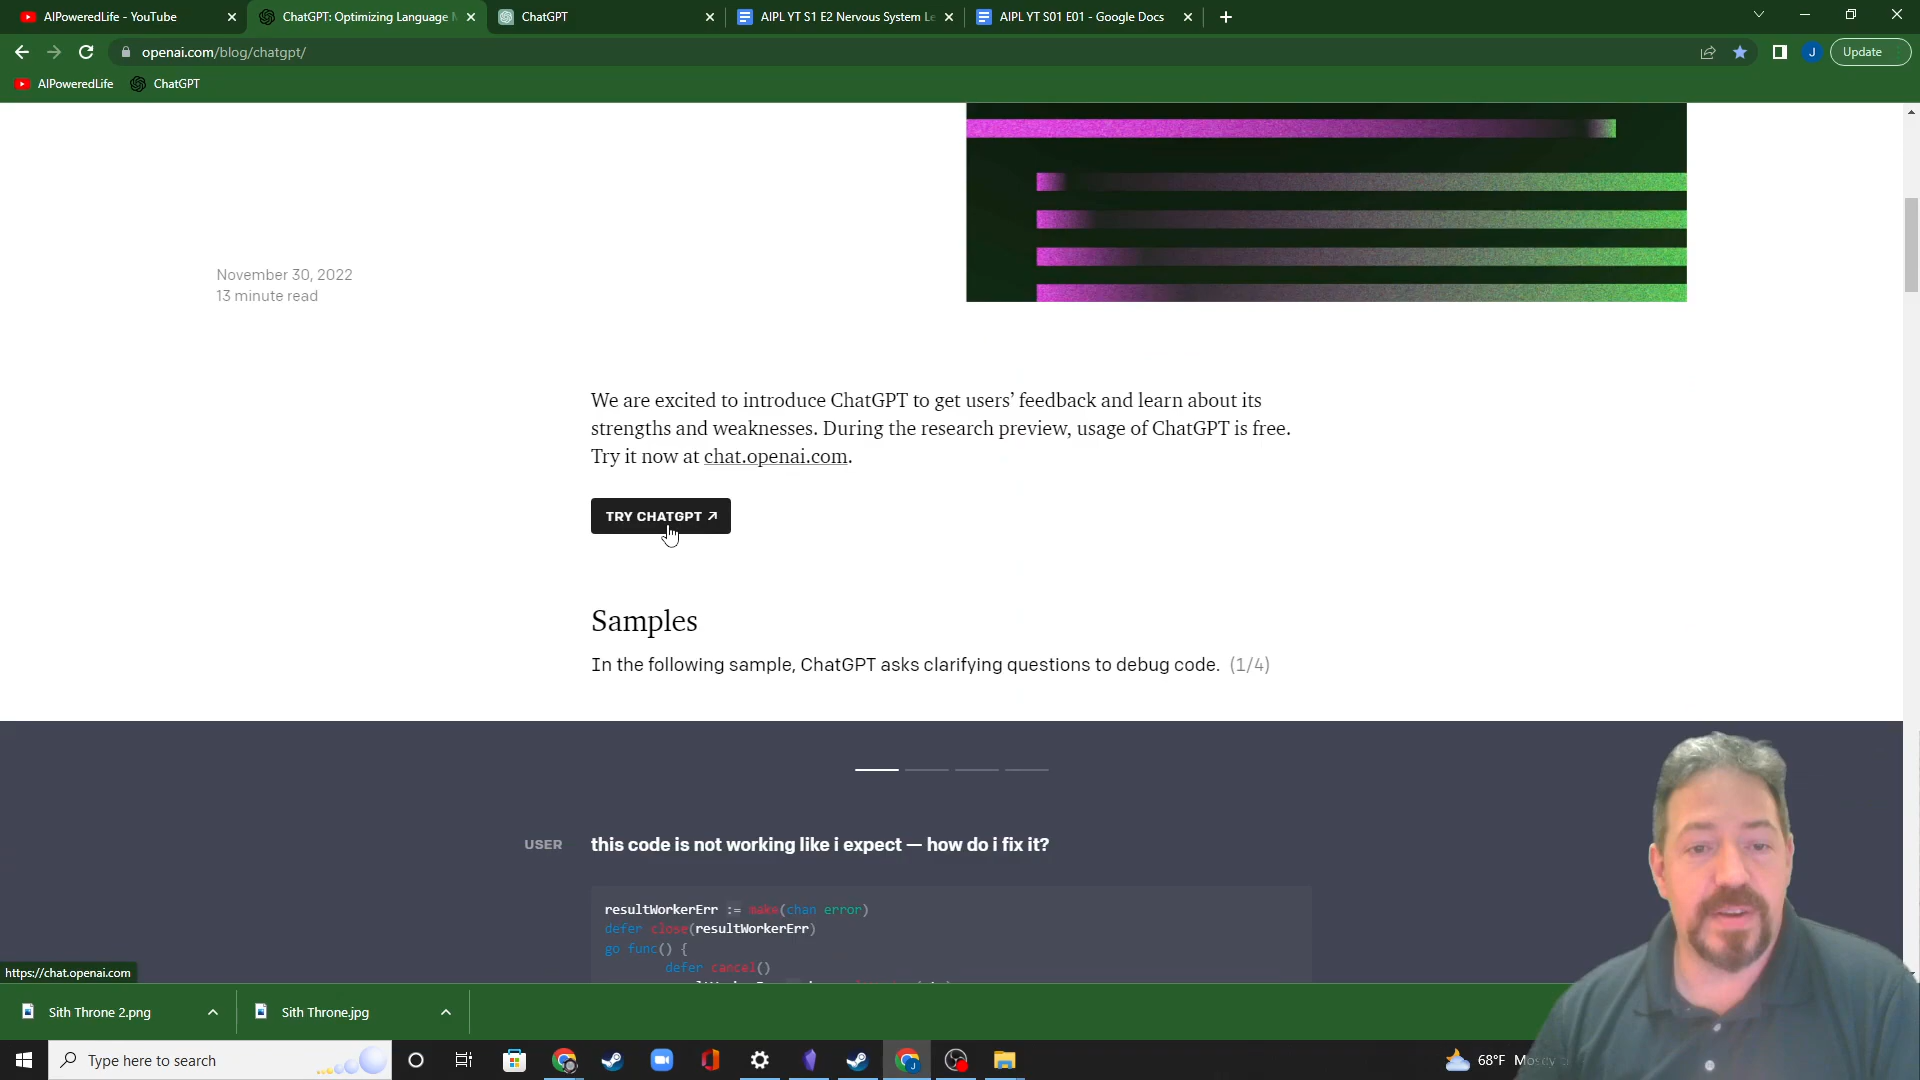 AIPoweredLife - YouTube
ChatGPT: Optimizing Language
ChatGPT
AIPL YT S1 E2 Nervous System Le
AIPL YT S01 E01 - Google Docs
openai.com/blog/chatgpt/
J
Update
AIPoweredLife
ChatGPT
November 30, 2022
13 minute read
We are excited to introduce ChatGPT to get users’ feedback and learn about its
strengths and weaknesses. During the research preview, usage of ChatGPT is free.
Try it now at chat.openai.com.
TRY CHATGPT ↗
Samples
In the following sample, ChatGPT asks clarifying questions to debug code. (1/4)
USER
this code is not working like i expect — how do i fix it?
resultWorkerErr := make(chan error)
defer close(resultWorkerErr)
go func() {
defer cancel()
https://chat.openai.com
Sith Throne 2.png
Sith Throne.jpg
Type here to search
68°F